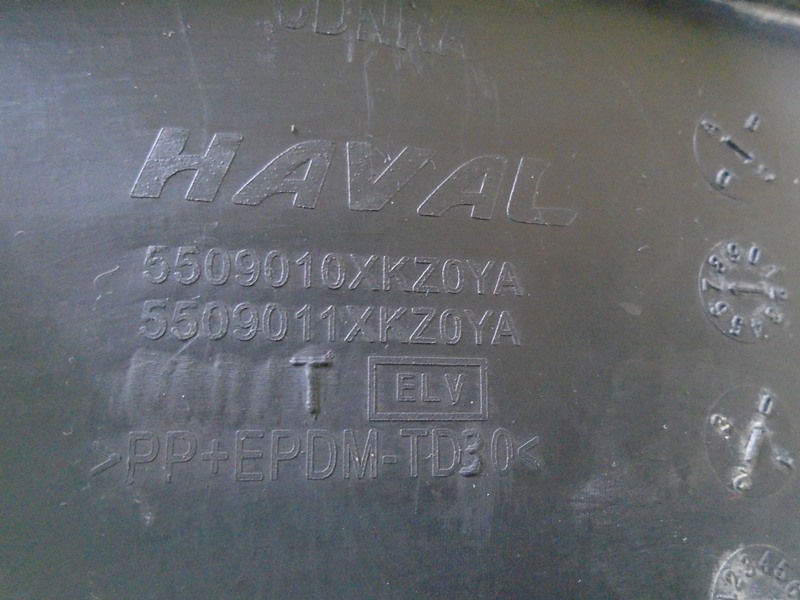 HAVAL
5509010XKZ0YA
5509011XKZ0YA
T ELV
>PP+EPDM-TD30<